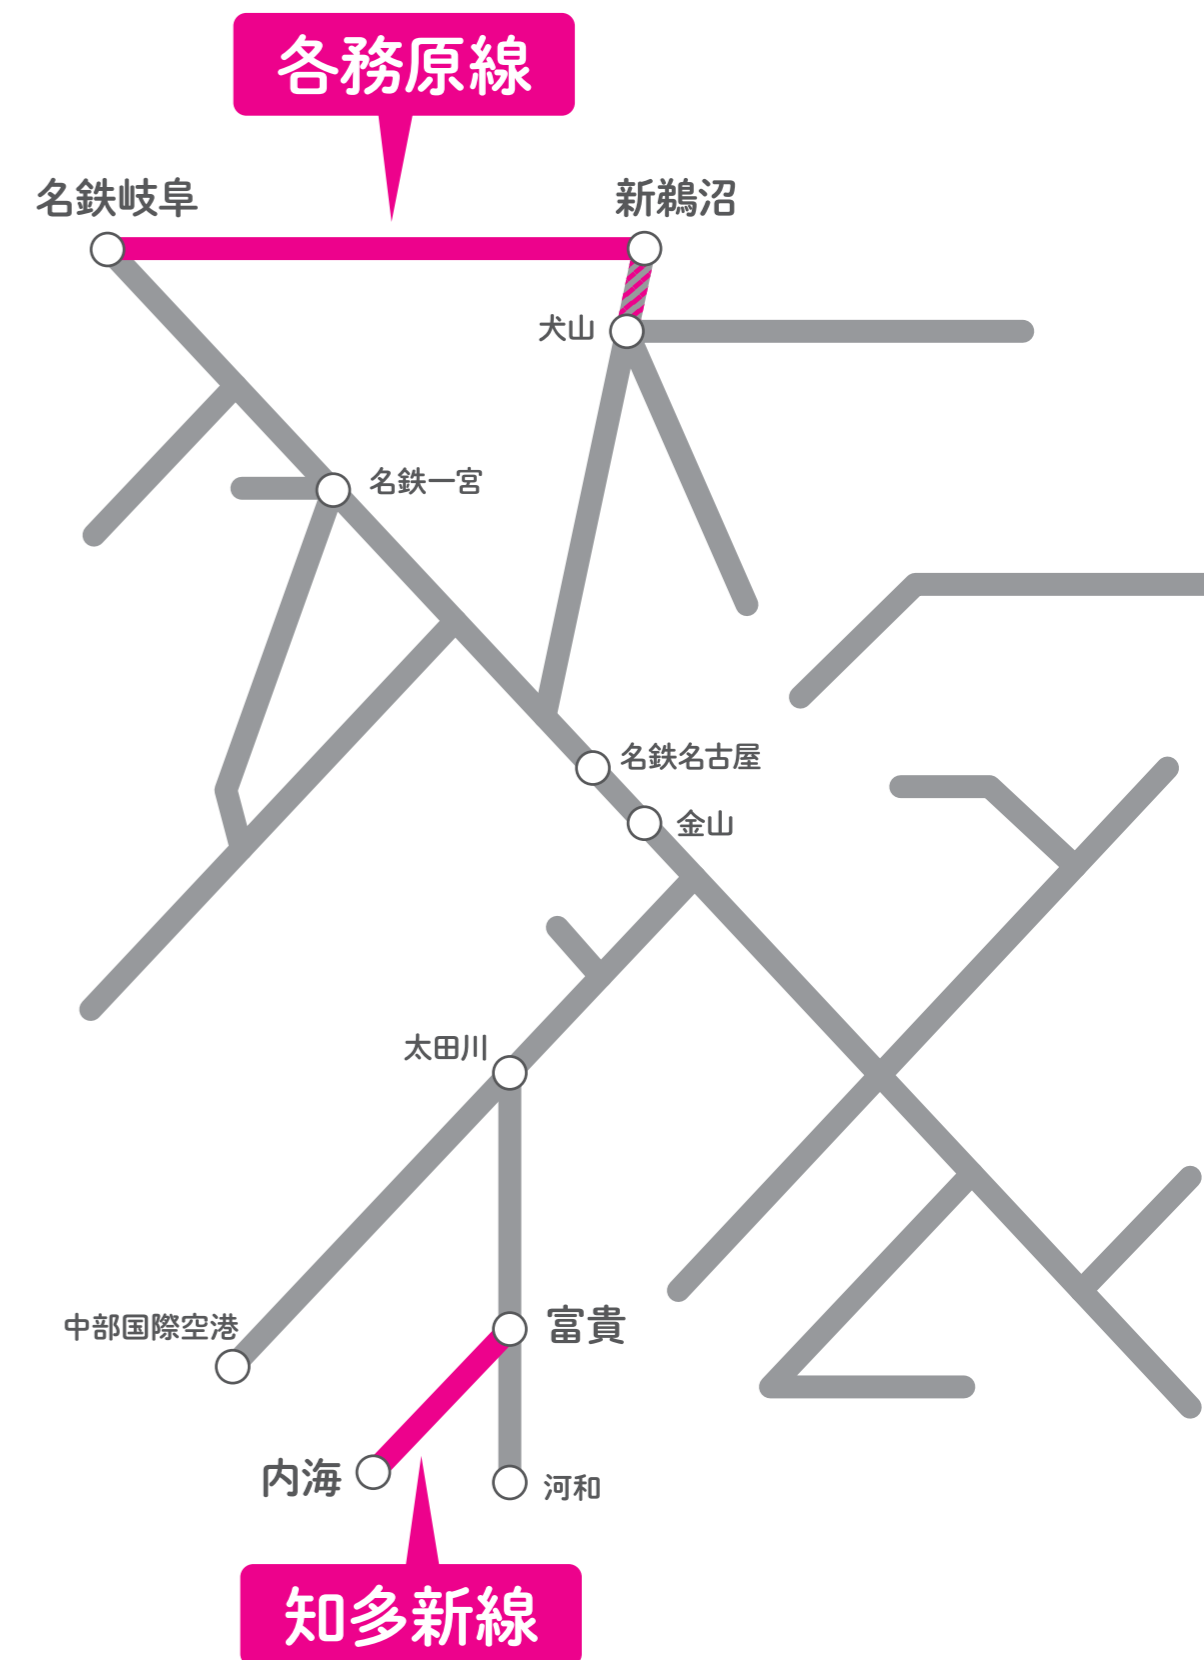 各務原線
名鉄岐阜
新鵜沼
犬山
名鉄一宮
名鉄名古屋
金山
太田川
中部国際空港
富貴
内海
河和
知多新線